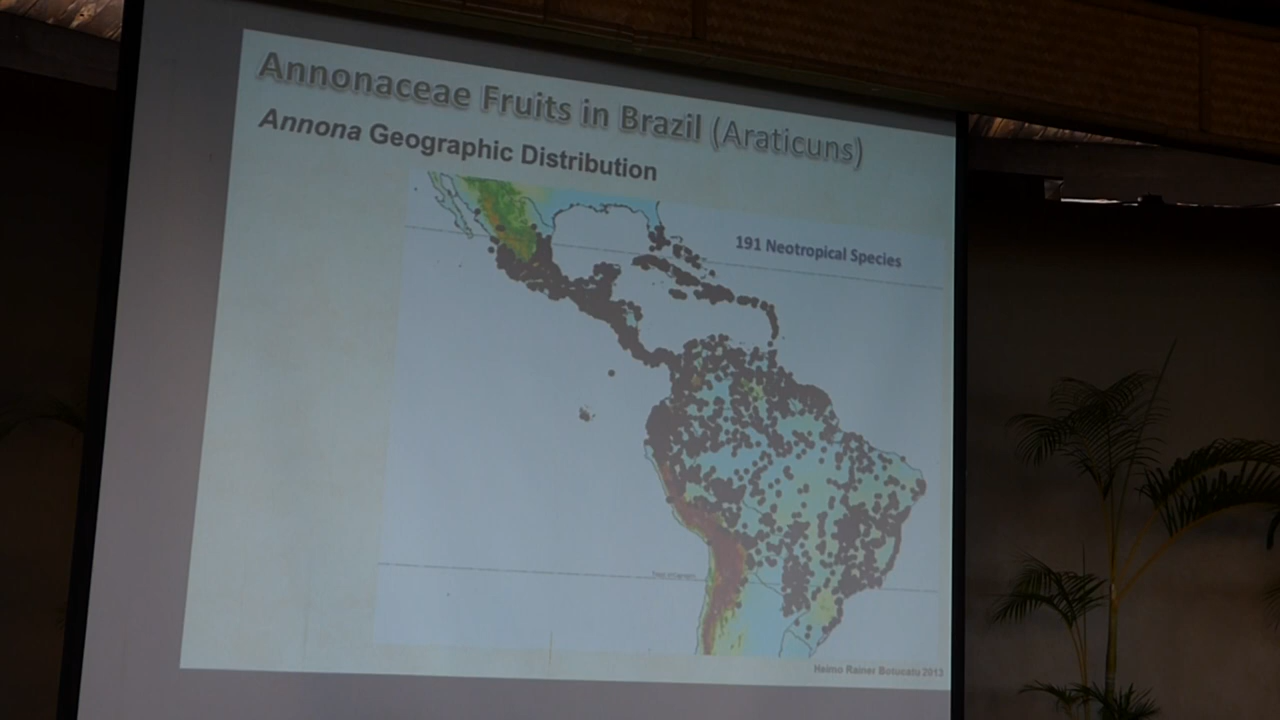 Annonaceae Fruits in Brazil (Araticuns)
Annona Geographic Distribution
191 Neotropical Species
Heimo Rainer Botucatu 2013